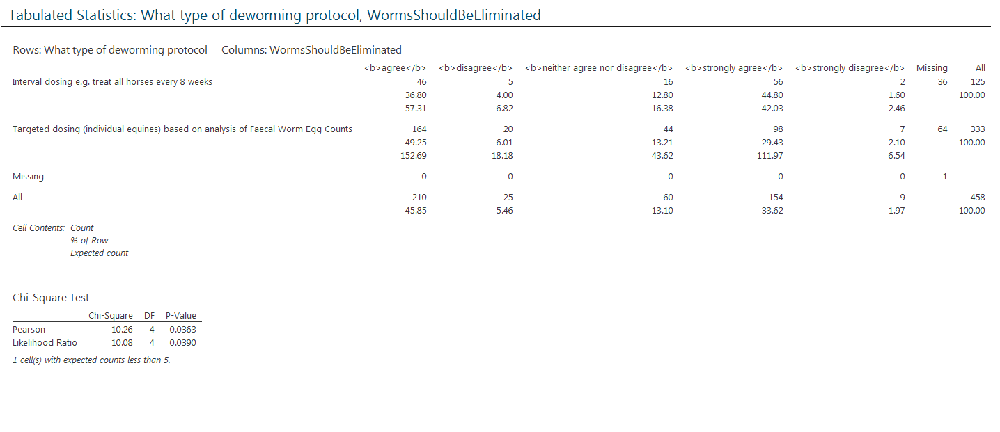 Tabulated Statistics: What type of deworming protocol, WormsShouldBeEliminated
Rows: What type of deworming protocol Columns: WormsShouldBeEliminated
<b>agree</b> <b>disagree</b> <b>neither agree nor disagree</b> <b>strongly agree</b> <b>strongly disagree</b> Missing All
Interval dosing e.g. treat all horses every 8 weeks 46 5 16 56 2 36 125
36.80 4.00 12.80 44.80 1.60 100.00
57.31 6.82 16.38 42.03 2.46
Targeted dosing (individual equines) based on analysis of Faecal Worm Egg Counts 164 20 44 98 7 64 333
49.25 6.01 13.21 29.43 2.10 100.00
152.69 18.18 43.62 111.97 6.54
Missing 0 0 0 0 0 1
All 210 25 60 154 9 458
45.85 5.46 13.10 33.62 1.97 100.00
Cell Contents: Count
% of Row
Expected count
Chi-Square Test
Chi-Square DF P-Value
Pearson 10.26 4 0.0363
Likelihood Ratio 10.08 4 0.0390
1 cell(s) with expected counts less than 5.